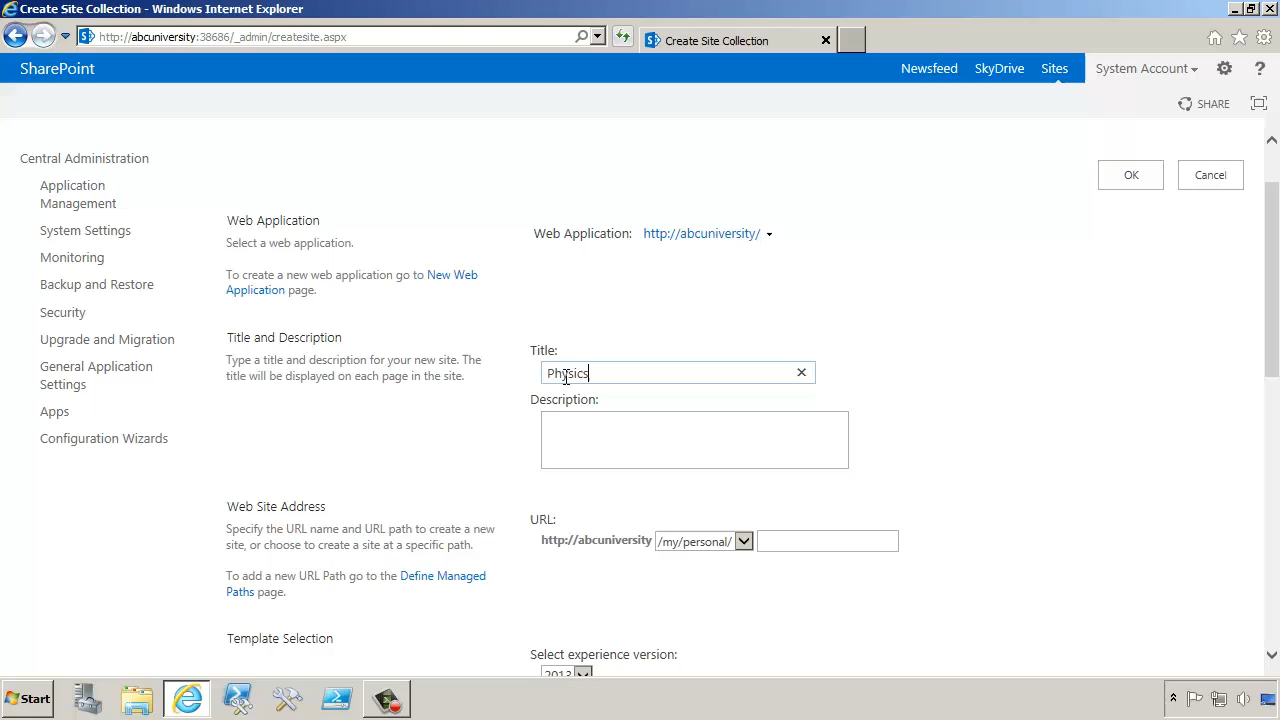 Create Site Collection - Windows Internet Explorer
http://abcuniversity:38686/_admin/createsite.aspx
Create Site Collection
SharePoint
Newsfeed SkyDrive Sites System Account ?
SHARE
Central Administration
Application Management
System Settings
Monitoring
Backup and Restore
Security
Upgrade and Migration
General Application Settings
Apps
Configuration Wizards
OK Cancel
Web Application
Select a web application.
To create a new web application go to New Web
Application page.
Web Application: http://abcuniversity/
Title and Description
Type a title and description for your new site. The
title will be displayed on each page in the site.
Title:
Physics
Description:
Web Site Address
Specify the URL name and URL path to create a new
site, or choose to create a site at a specific path.
To add a new URL Path go to the Define Managed
Paths page.
URL:
http://abcuniversity /my/personal/
Template Selection
Select experience version:
2013
Start